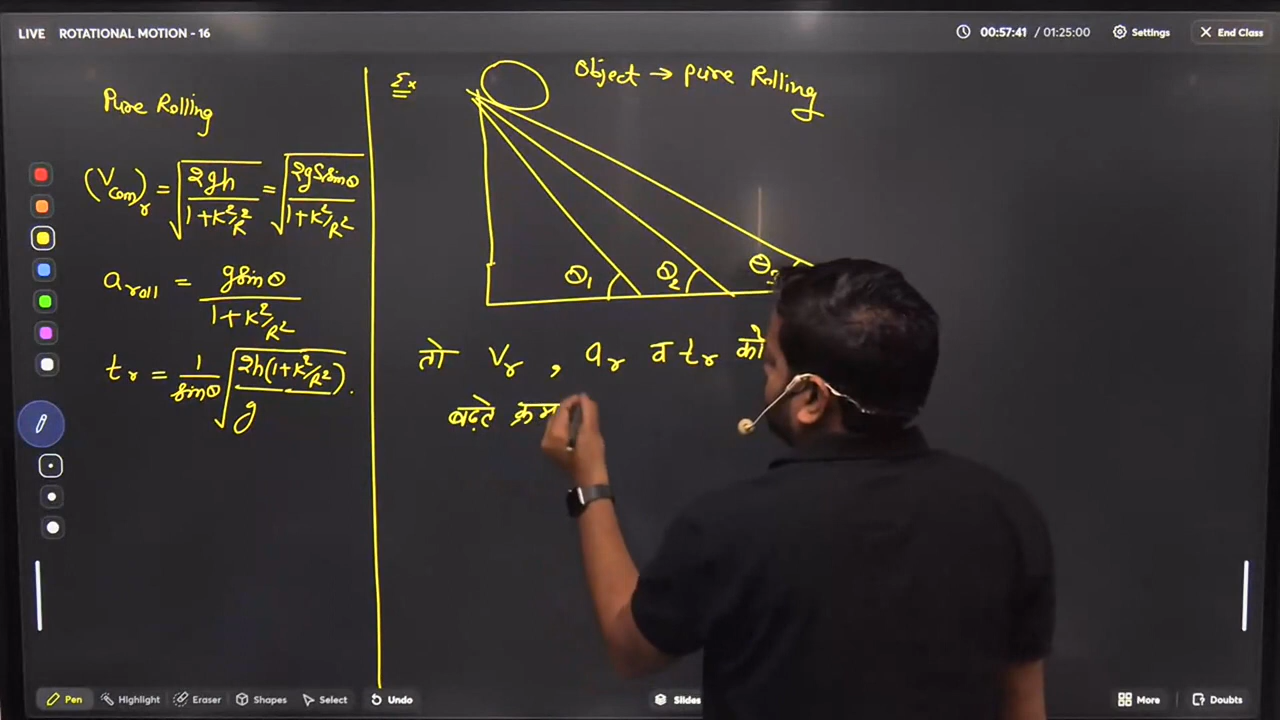 LIVE ROTATIONAL MOTION - 16
00:57:41 / 01:25:00 Settings End Class
Pure Rolling
(V_com)_r = √(2gh / (1+K²/R²)) = √(2gS sinθ / (1+K²/R²))
a_roll = g sinθ / (1+K²/R²)
t_r = 1/sinθ √(2h(1+K²/R²) / g) .
Ex Object → pure Rolling
θ₁ θ₂ θ₃
तो V_r , a_r व t_r को
बढ़ते क्रम
Pen Highlight Eraser Shapes Select Undo Slides More Doubts